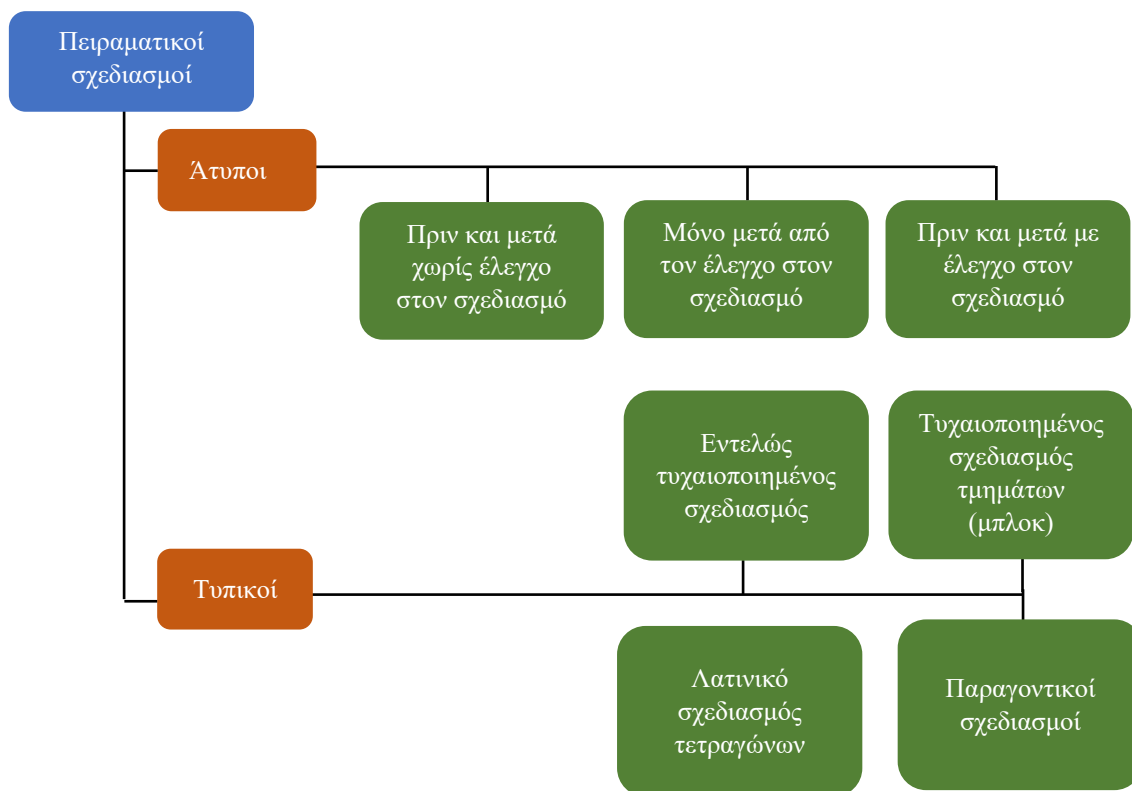 Πειραματικοί
σχεδιασμοί
Άτυποι
Πριν και μετά
χωρίς έλεγχο
στον σχεδιασμό
Μόνο μετά από
τον έλεγχο στον
σχεδιασμό
Πριν και μετά με
έλεγχο στον
σχεδιασμό
Εντελώς
τυχαιοποιημένος
σχεδιασμός
Τυχαιοποιημένος
σχεδιασμός
τμημάτων
(μπλοκ)
Τυπικοί
Λατινικό
σχεδιασμός
τετραγώνων
Παραγοντικοί
σχεδιασμοί